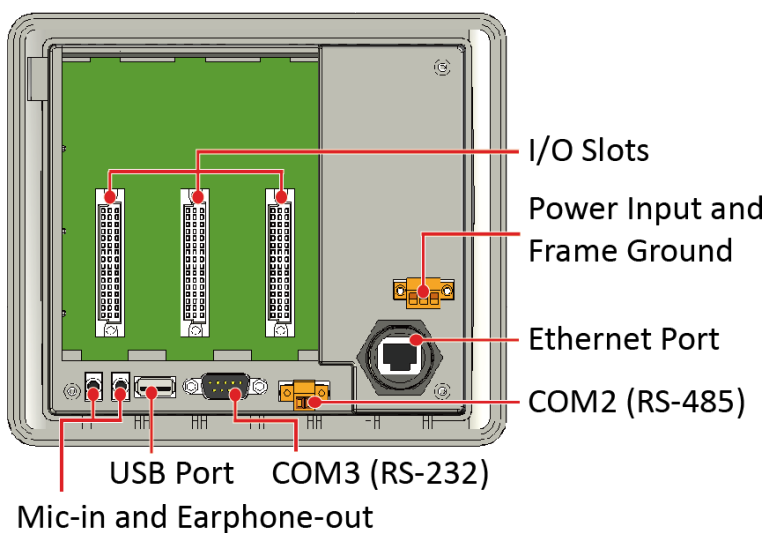 I/O Slots
Power Input and
Frame Ground
Ethernet Port
COM2 (RS-485)
USB Port
COM3 (RS-232)
Mic-in and Earphone-out